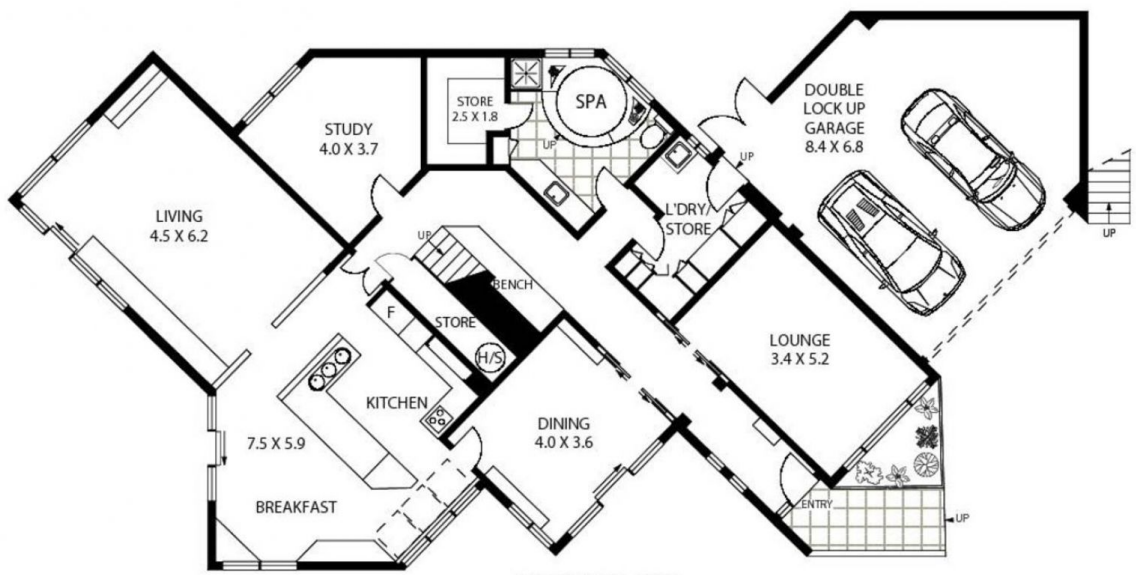 DOUBLE
LOCK UP
GARAGE
8.4 X 6.8
UP
SPA
STORE
2.5 X 1.8
UP
STUDY
4.0 X 3.7
UP
L'DRY/
STORE
LIVING
4.5 X 6.2
UP
BENCH
F
STORE
H/S
LOUNGE
3.4 X 5.2
KITCHEN
DINING
4.0 X 3.6
7.5 X 5.9
BREAKFAST
ENTRY
UP